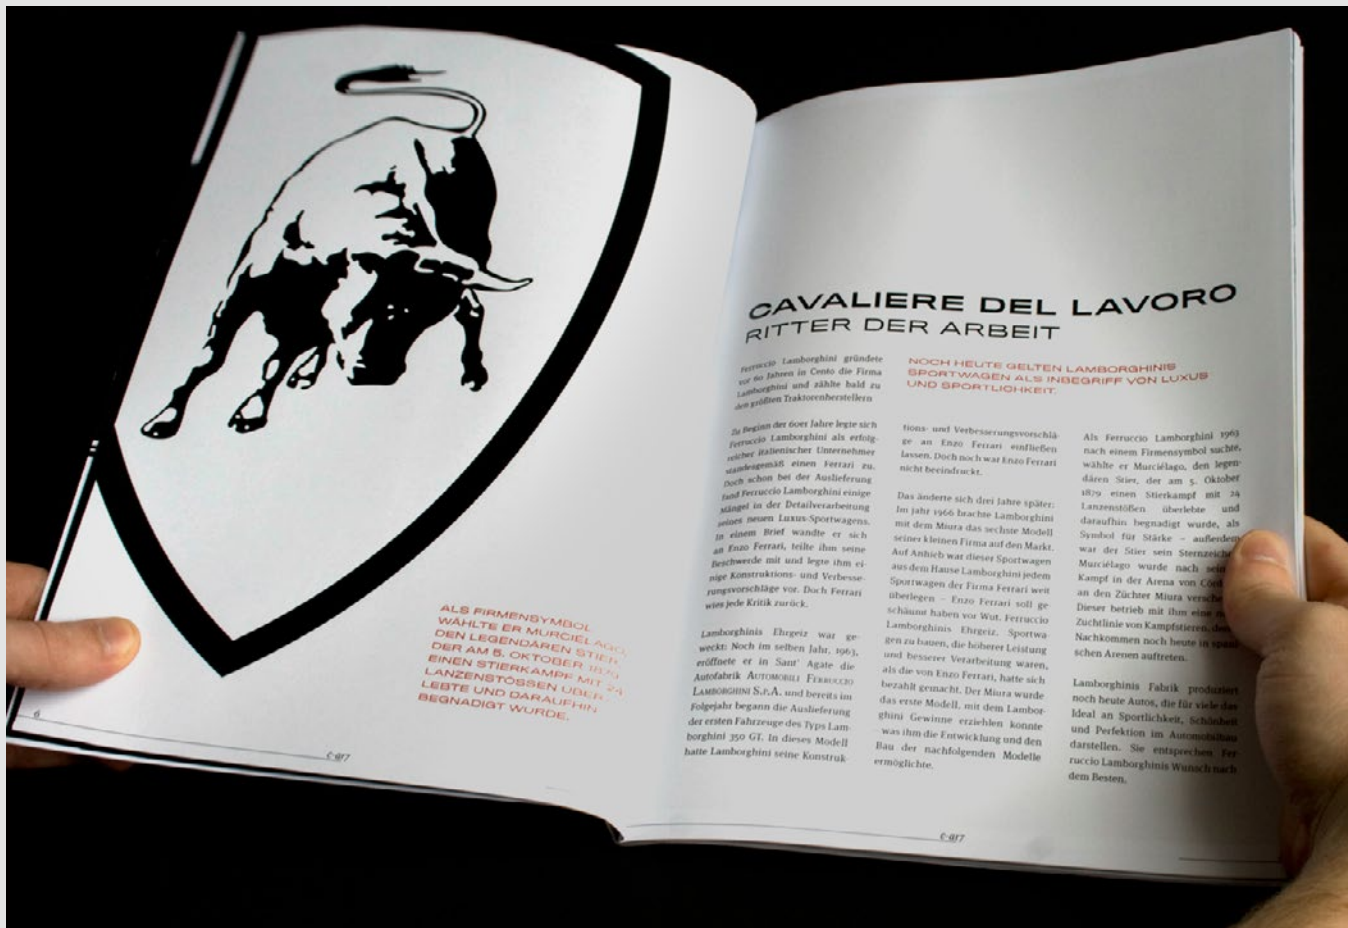 ALS FIRMENSYMBOL
WÄHLTE ER MURCIÉLAGO,
DEN LEGENDÄREN STIER,
DER AM 5. OKTOBER 1879
EINEN STIERKAMPF MIT 24
LANZENSTÖSSEN ÜBER-
LEBTE UND DARAUFHIN
BEGNADIGT WURDE.
6
c-ar7
CAVALIERE DEL LAVORO
RITTER DER ARBEIT
Ferruccio Lamborghini gründete
vor 60 Jahren in Cento die Firma
Lamborghini und zählte bald zu
den größten Traktorenherstellern
NOCH HEUTE GELTEN LAMBORGHINIS
SPORTWAGEN ALS INBEGRIFF VON LUXUS
UND SPORTLICHKEIT.
Zu Beginn der 60er Jahre legte sich
Ferruccio Lamborghini als erfolg-
reicher italienischer Unternehmer
standesgemäß einen Ferrari zu.
Doch schon bei der Auslieferung
fand Ferruccio Lamborghini einige
Mängel in der Detailverarbeitung
seines neuen Luxus-Sportwagens.
In einem Brief wandte er sich
an Enzo Ferrari, teilte ihm seine
Beschwerde mit und legte ihm ei-
nige Konstruktions- und Verbesse-
rungsvorschläge vor. Doch Ferrari
wies jede Kritik zurück.
Lamborghinis Ehrgeiz war ge-
weckt: Noch im selben Jahr, 1963,
eröffnete er in Sant' Agate die
Autofabrik AUTOMOBILI FERRUCCIO
LAMBORGHINI S.P.A. und bereits im
Folgejahr begann die Auslieferung
der ersten Fahrzeuge des Typs Lam-
borghini 350 GT. In dieses Modell
hatte Lamborghini seine Konstruk-
tions- und Verbesserungsvorschlä-
ge an Enzo Ferrari einfließen
lassen. Doch noch war Enzo Ferrari
nicht beeindruckt.
Das änderte sich drei Jahre später:
Im Jahr 1966 brachte Lamborghini
mit dem Miura das sechste Modell
seiner kleinen Firma auf den Markt.
Auf Anhieb war dieser Sportwagen
aus dem Hause Lamborghini jedem
Sportwagen der Firma Ferrari weit
überlegen – Enzo Ferrari soll ge-
schäumt haben vor Wut. Ferruccio
Lamborghinis Ehrgeiz, Sportwa-
gen zu bauen, die höherer Leistung
und besserer Verarbeitung waren,
als die von Enzo Ferrari, hatte sich
bezahlt gemacht. Der Miura wurde
das erste Modell, mit dem Lambor-
ghini Gewinne erziehlen konnte
was ihm die Entwicklung und den
Bau der nachfolgenden Modelle
ermöglichte.
Als Ferruccio Lamborghini 1963
nach einem Firmensymbol suchte,
wählte er Murciélago, den legen-
dären Stier, der am 5. Oktober
1879 einen Stierkampf mit 24
Lanzenstößen überlebte und
daraufhin begnadigt wurde, als
Symbol für Stärke – außerdem
war der Stier sein
Murciélago wurde nach
Kampf in der Arena von
an den Züchter Miura
Dieser betrieb mit ihm eine
Zuchtlinie von Kampfstieren,
Nachkommen noch heute in
schen Arenen auftreten.
Lamborghinis Fabrik produziert
noch heute Autos, die für viele das
Ideal an Sportlichkeit, Schönheit
und Perfektion im Automobilbau
darstellen. Sie entsprechen Fer-
ruccio Lamborghinis Wunsch nach
dem Besten.
c-ar7